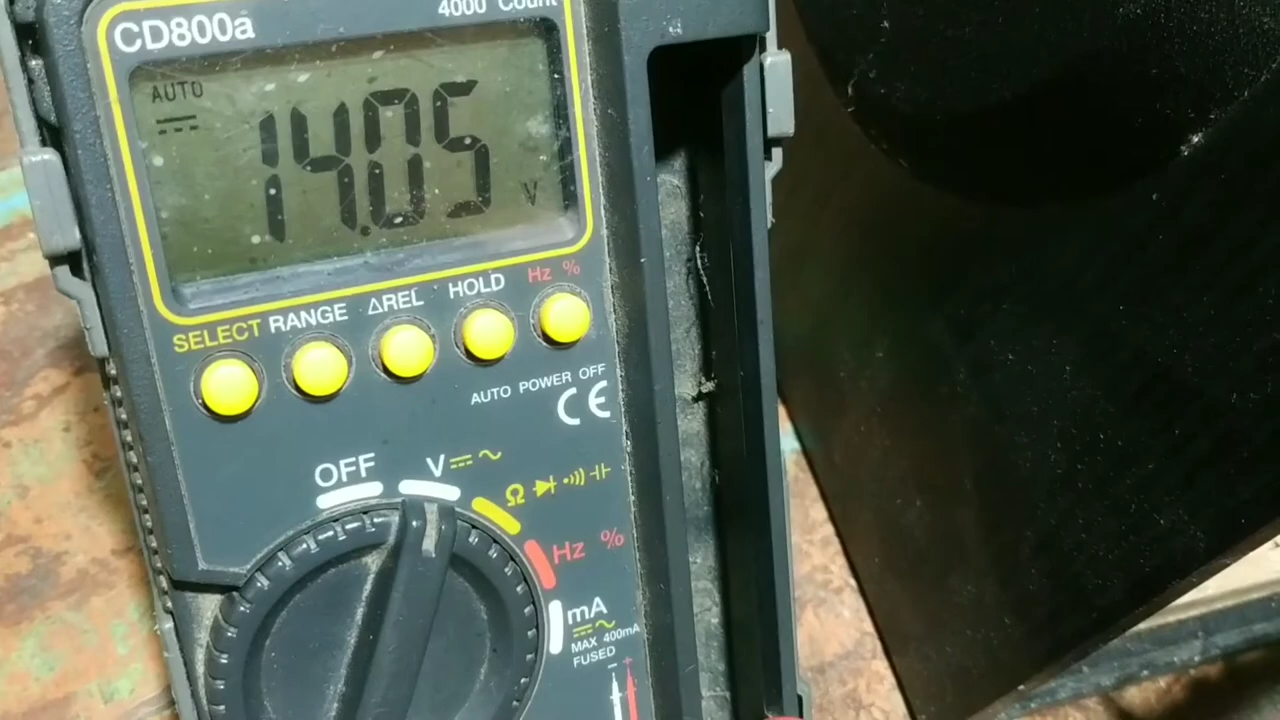 CD800a
4000 Count
AUTO
14.05 V
SELECT RANGE ΔREL HOLD Hz %
AUTO POWER OFF
CE
OFF
V
Ω
Hz %
mA
MAX 400mA
FUSED